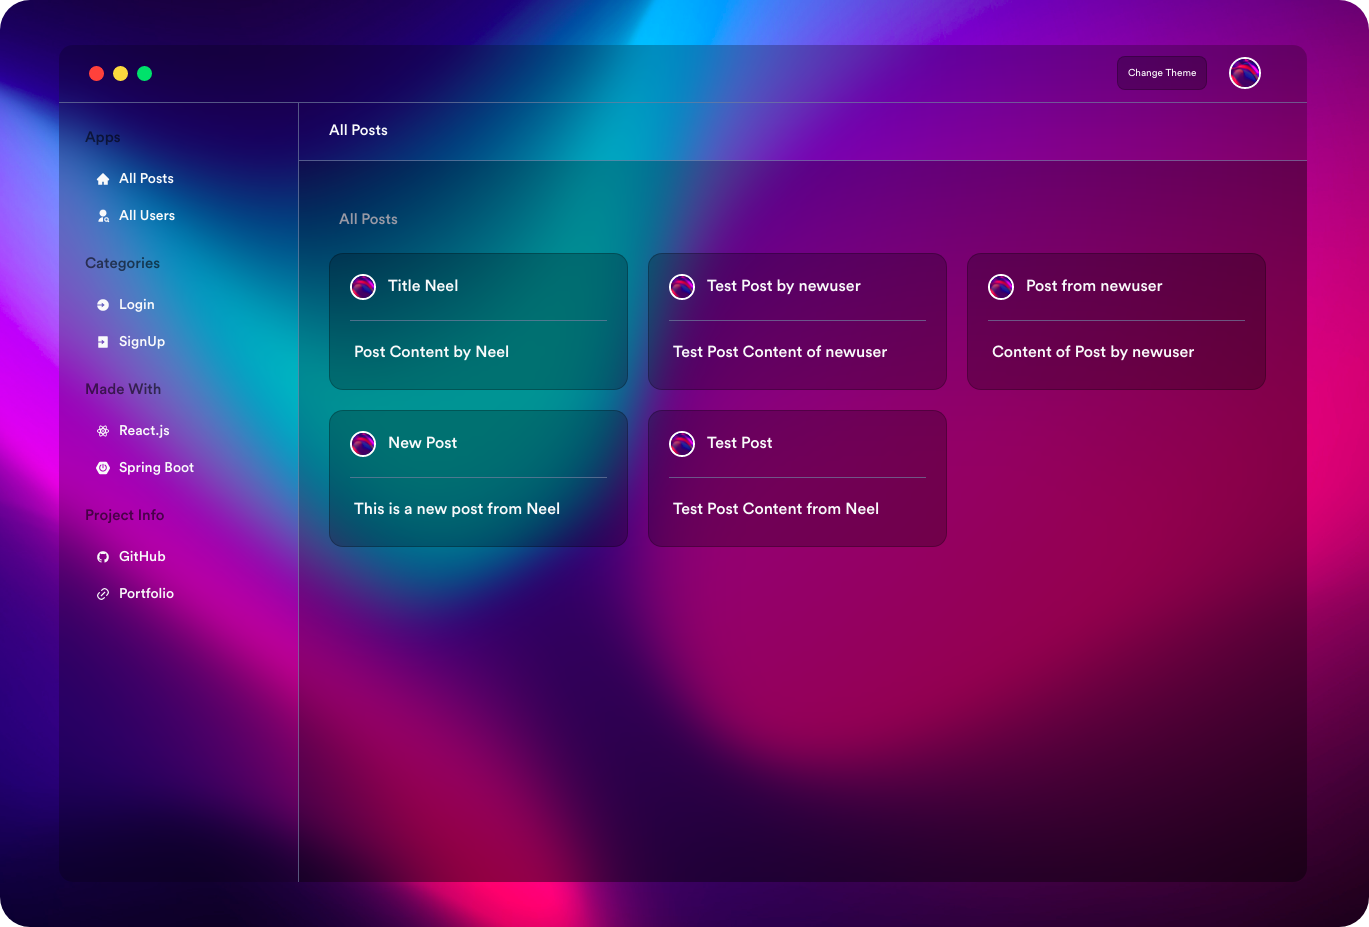 Change Theme
Apps
All Posts
All Users
Categories
Login
SignUp
Made With
React.js
Spring Boot
Project Info
GitHub
Portfolio
All Posts
All Posts
Title Neel
Post Content by Neel
Test Post by newuser
Test Post Content of newuser
Post from newuser
Content of Post by newuser
New Post
This is a new post from Neel
Test Post
Test Post Content from Neel